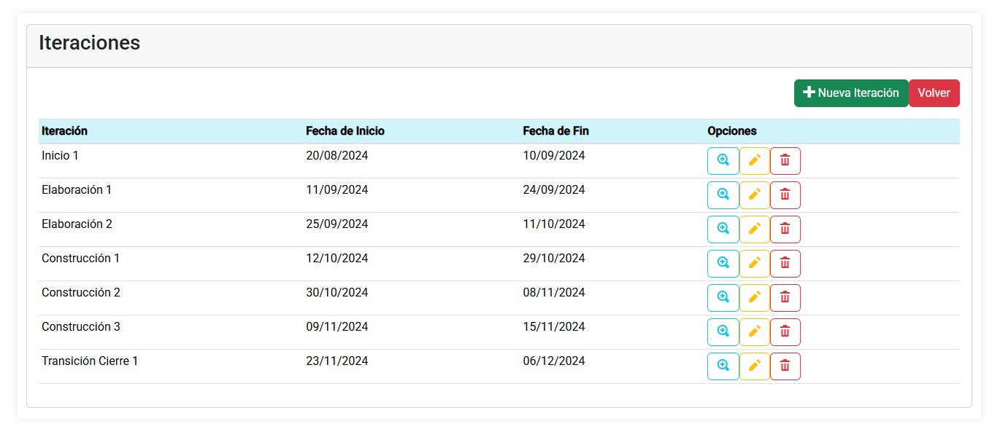 Iteraciones
Nueva Iteración Volver
Iteración Fecha de Inicio Fecha de Fin Opciones
Inicio 1 20/08/2024 10/09/2024
Elaboración 1 11/09/2024 24/09/2024
Elaboración 2 25/09/2024 11/10/2024
Construcción 1 12/10/2024 29/10/2024
Construcción 2 30/10/2024 08/11/2024
Construcción 3 09/11/2024 15/11/2024
Transición Cierre 1 23/11/2024 06/12/2024